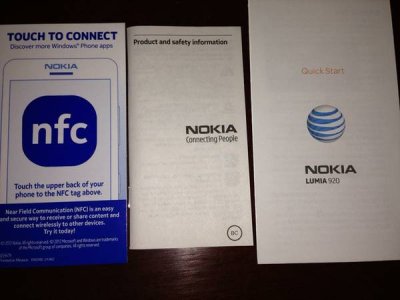 TOUCH TO CONNECT
Discover more Windows® Phone apps
NOKIA
nfc
Touch the upper back of your
phone to the NFC tag above.
Near Field Communication (NFC) is an easy
and secure way to receive or share content and
connect wirelessly to other devices.
Try it today!
Product and safety information
NOKIA
Connecting People
BC
Quick Start
NOKIA
LUMIA 920